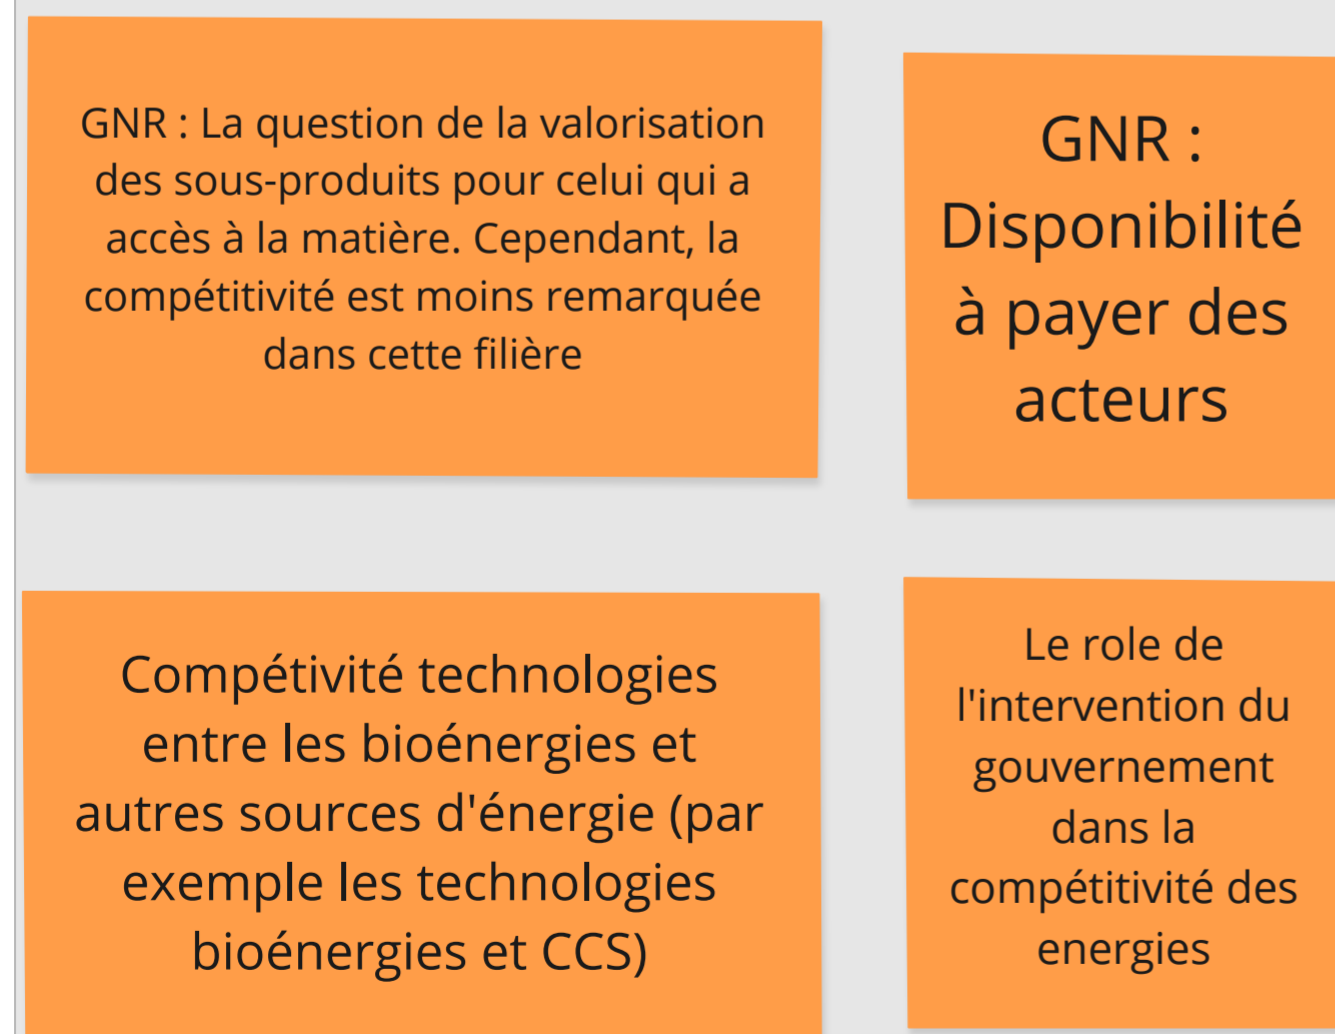 GNR : La question de la valorisation
des sous-produits pour celui qui a
accès à la matière. Cependant, la
compétitivité est moins remarquée
dans cette filière
GNR :
Disponibilité
à payer des
acteurs
Compétivité technologies
entre les bioénergies et
autres sources d'énergie (par
exemple les technologies
bioénergies et CCS)
Le role de
l'intervention du
gouvernement
dans la
compétitivité des
energies